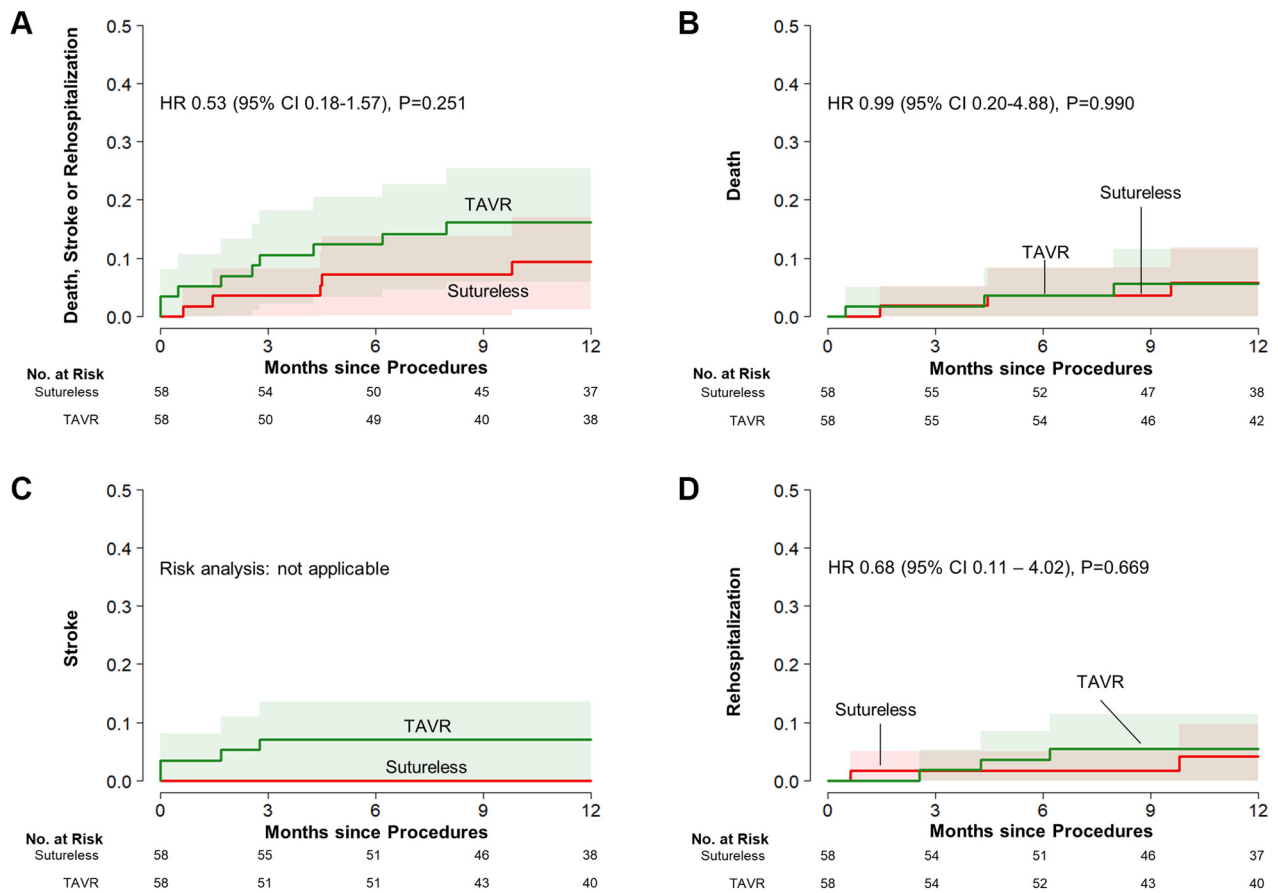 A
Death, Stroke or Rehospitalization
0.5
0.4
0.3
0.2
0.1
0.0
HR 0.53 (95% CI 0.18-1.57), P=0.251
TAVR
Sutureless
0 3 6 9 12
Months since Procedures
No. at Risk
Sutureless 58 54 50 45 37
TAVR 58 50 49 40 38
B
Death
0.5
0.4
0.3
0.2
0.1
0.0
HR 0.99 (95% CI 0.20-4.88), P=0.990
Sutureless
TAVR
0 3 6 9 12
Months since Procedures
No. at Risk
Sutureless 58 55 52 47 38
TAVR 58 55 54 46 42
C
Stroke
0.5
0.4
0.3
0.2
0.1
0.0
Risk analysis: not applicable
TAVR
Sutureless
0 3 6 9 12
Months since Procedures
No. at Risk
Sutureless 58 55 51 46 38
TAVR 58 51 51 43 40
D
Rehospitalization
0.5
0.4
0.3
0.2
0.1
0.0
HR 0.68 (95% CI 0.11 – 4.02), P=0.669
TAVR
Sutureless
0 3 6 9 12
Months since Procedures
No. at Risk
Sutureless 58 54 51 46 37
TAVR 58 54 52 43 40